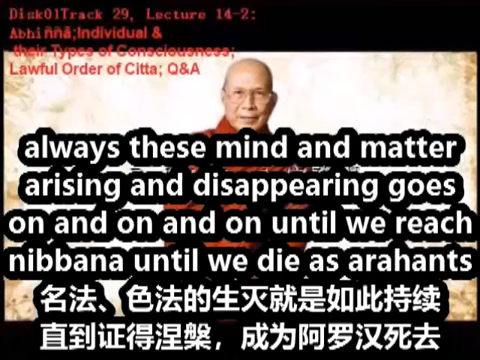 Disk01Track 29, Lecture 14-2:
Abhiññā;Individual &
their Types of Consciousness;
Lawful Order of Citta; Q&A
always these mind and matter
arising and disappearing goes
on and on and on until we reach
nibbana until we die as arahants
名法、色法的生灭就是如此持续
直到证得涅槃，成为阿罗汉死去